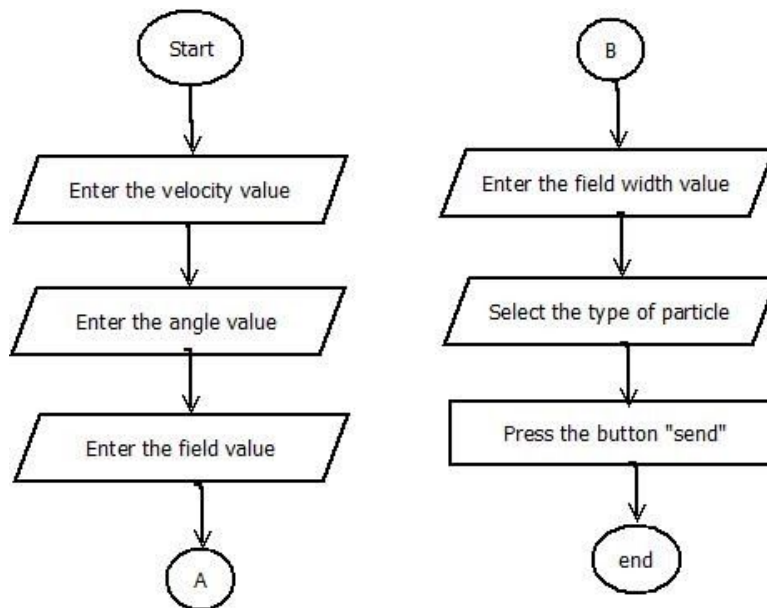 Start
Enter the velocity value
Enter the angle value
Enter the field value
A
B
Enter the field width value
Select the type of particle
Press the button "send"
end